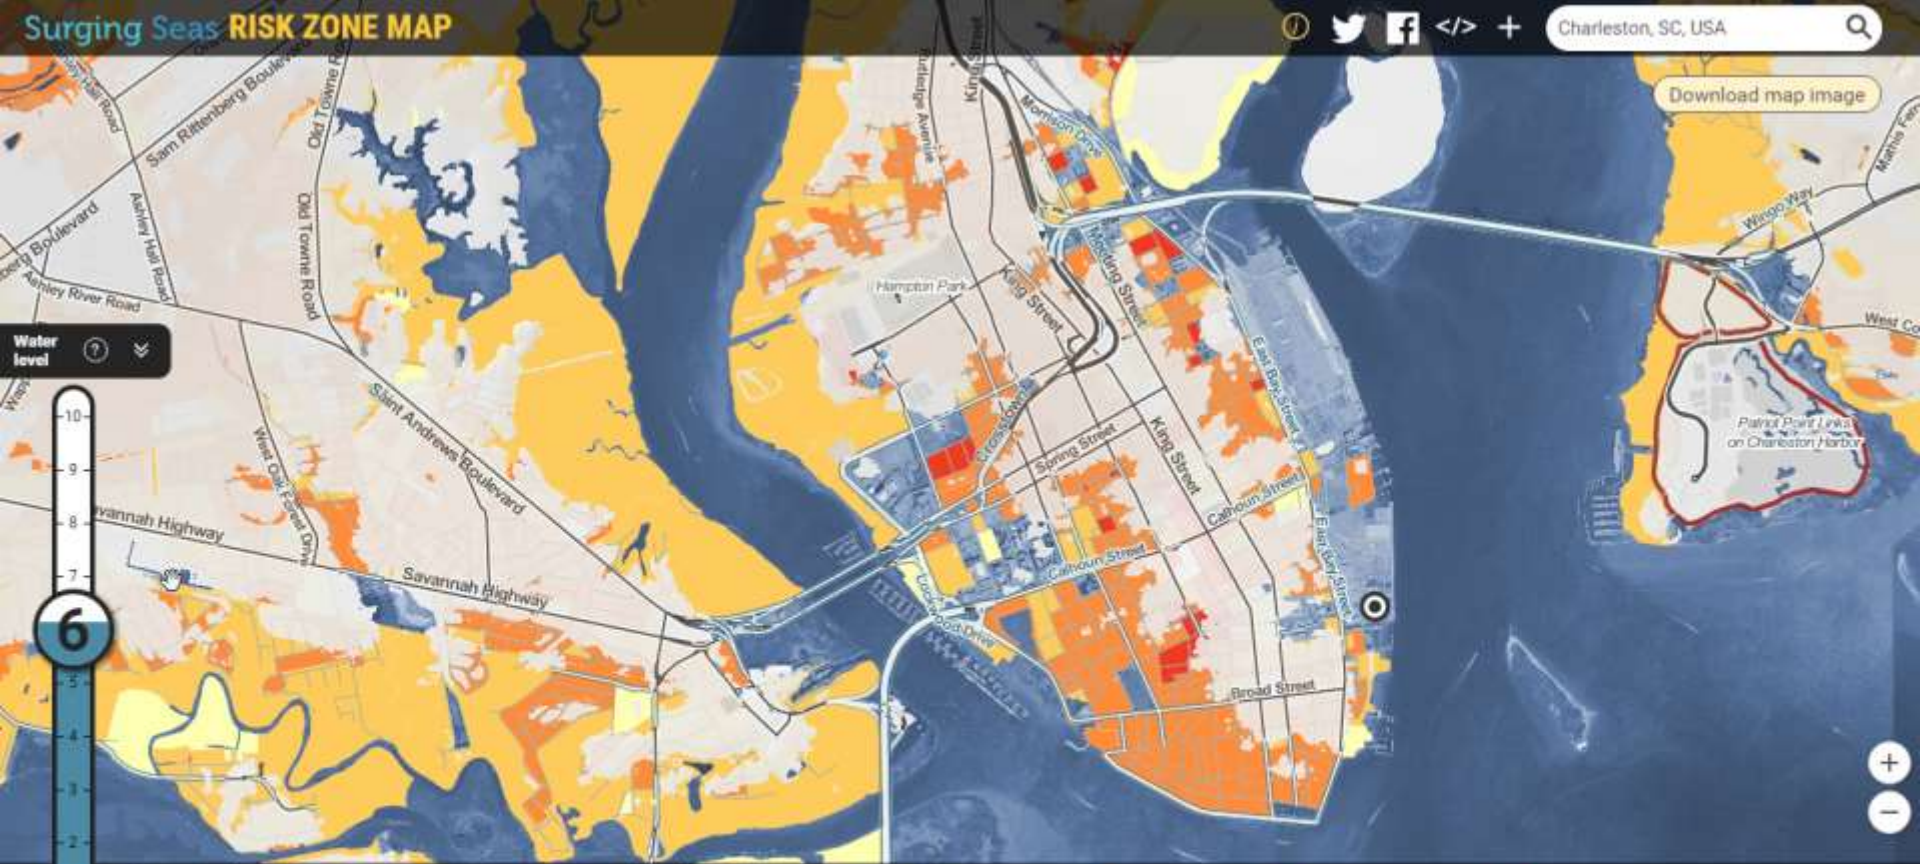 Surging Seas RISK ZONE MAP
</>
+
Charleston, SC, USA
Download map image
Sam Rittenberg Boulevard
Old Towne Road
Rutledge Avenue
King Street
Morrison Drive
Ashley Hall Road
Old Towne Road
Wingo Way
Ashley River Road
Hampton Park
King Street
Meeting Street
East Bay Street
Water
level
?
Saint Andrews Boulevard
West Oak Forest Drive
Crosstown
Spring Street
King Street
Calhoun Street
Patriot Point Links
on Charleston Harbor
10
9
8
7
6
5
4
3
2
Savannah Highway
Calhoun Street
East Bay Street
Lockwood Drive
Broad Street
+
−